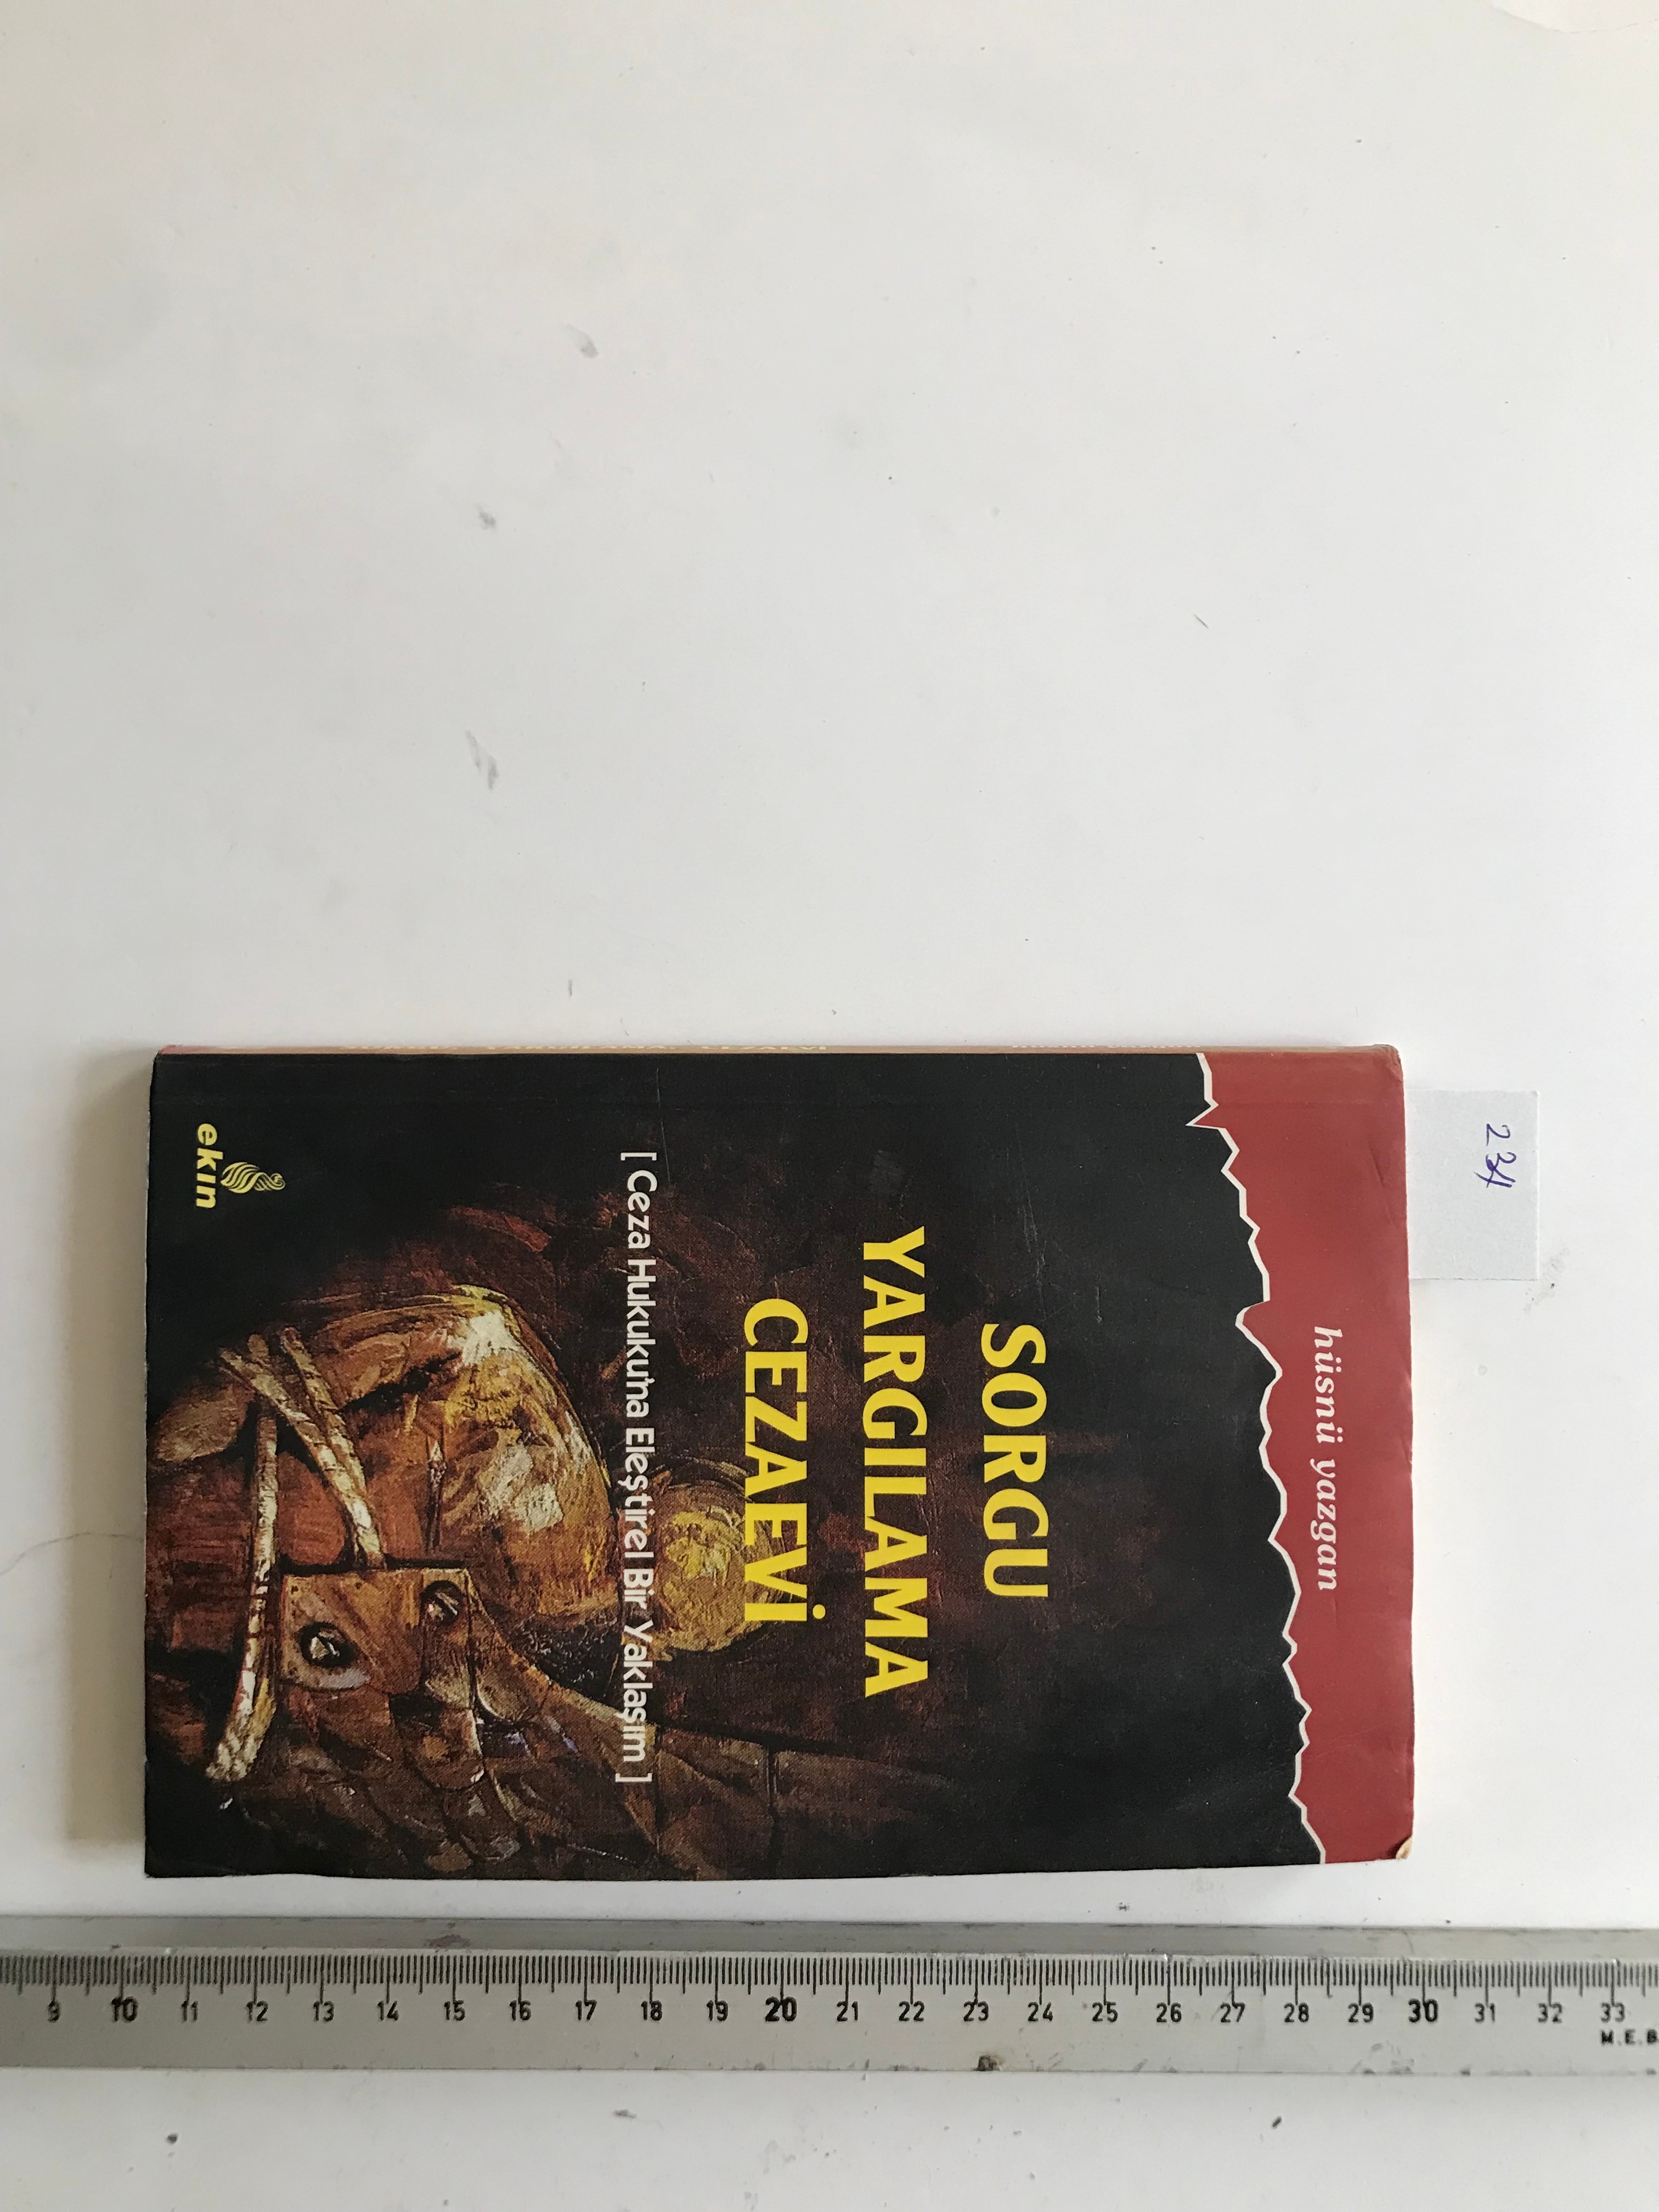 234
hüsnü yazgan
SORGU
YARGILAMA
CEZAEVİ
[ Ceza Hukuku'na Eleştirel Bir Yaklaşım ]
ekin
9 10 11 12 13 14 15 16 17 18 19 20 21 22 23 24 25 26 27 28 29 30 31 32 33
M.E.B